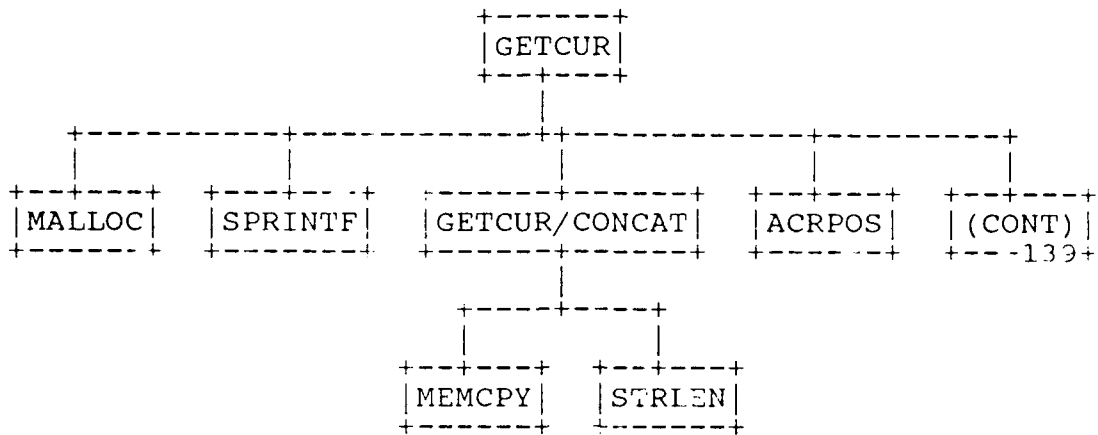 GETCUR
MALLOC SPRINTF GETCUR/CONCAT ACRPOS (CONT)
139
MEMCPY STRLEN